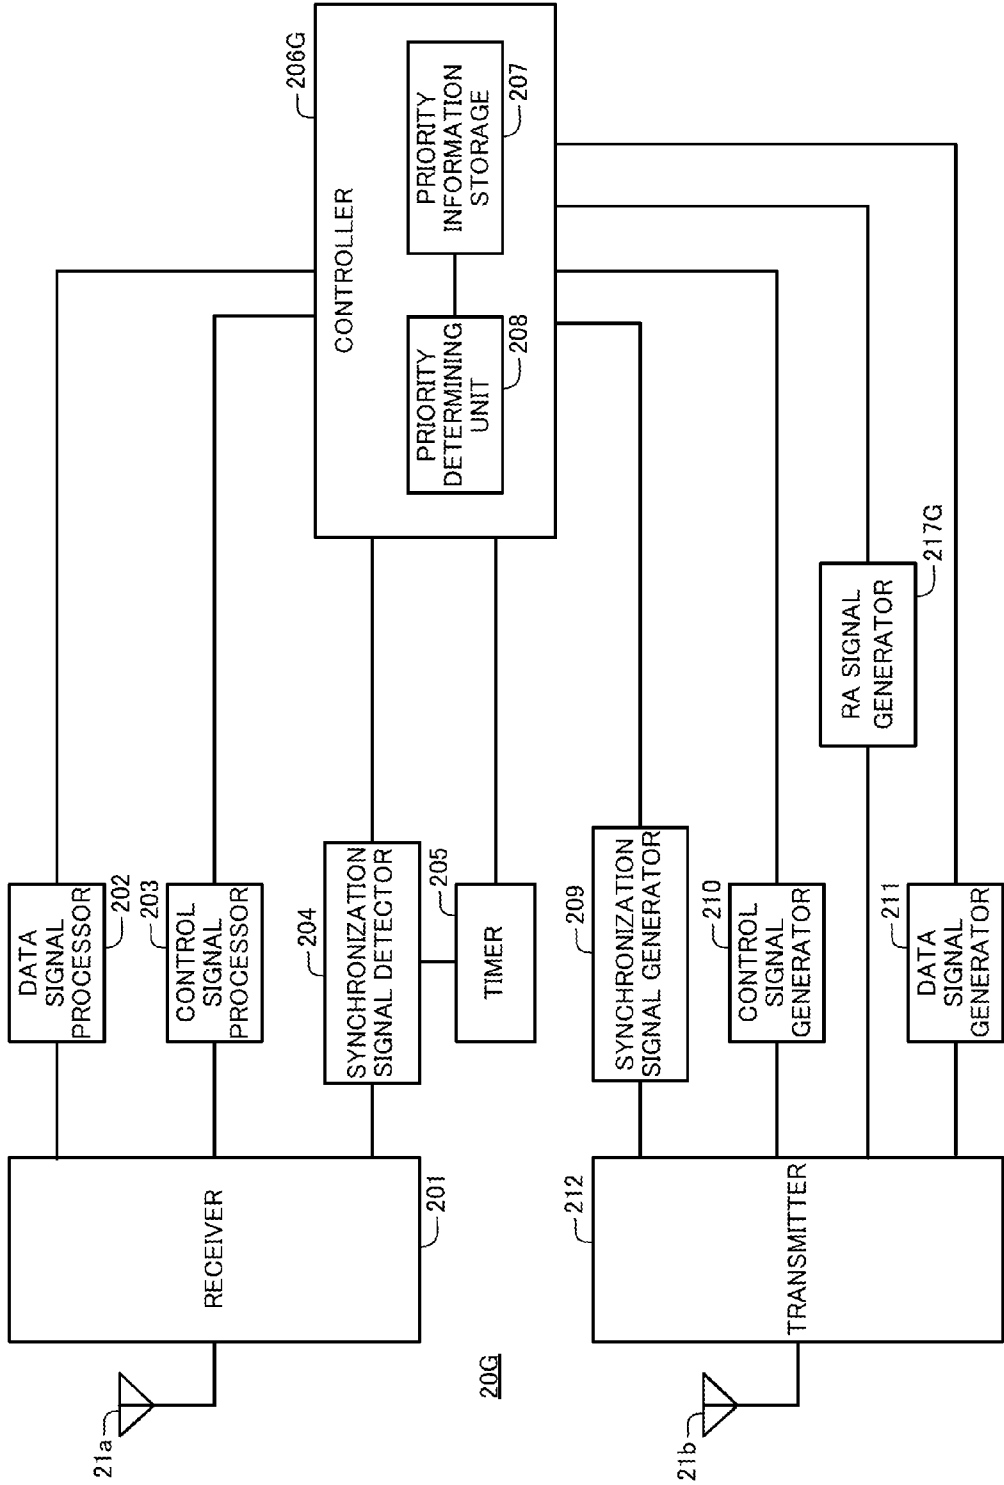 206G
CONTROLLER
PRIORITY
INFORMATION
STORAGE
207
PRIORITY
DETERMINING
UNIT
208
DATA
SIGNAL
PROCESSOR
202
CONTROL
SIGNAL
PROCESSOR
203
SYNCHRONIZATION
SIGNAL DETECTOR
204
TIMER
205
SYNCHRONIZATION
SIGNAL GENERATOR
209
CONTROL
SIGNAL
GENERATOR
210
RA SIGNAL
GENERATOR
217G
DATA
SIGNAL
GENERATOR
211
RECEIVER
201
TRANSMITTER
212
21a
20G
21b